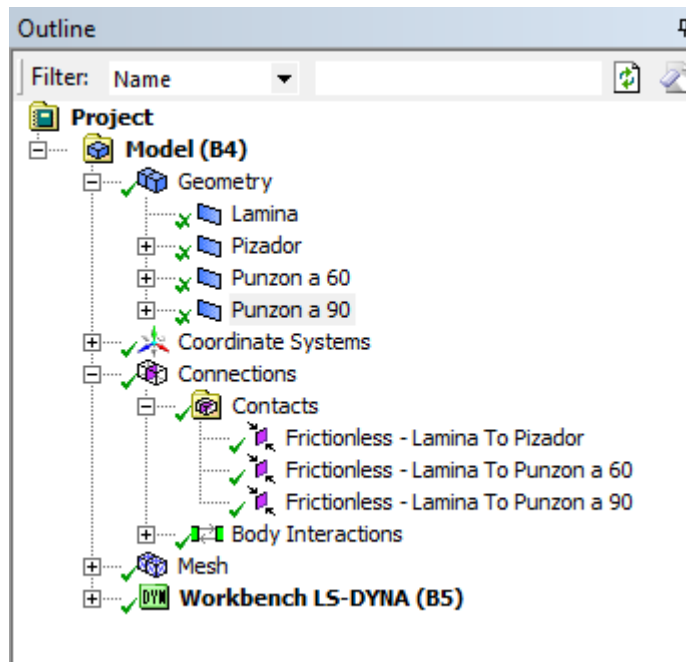 Outline
Filter: Name
Project
Model (B4)
Geometry
Lamina
Pizador
Punzon a 60
Punzon a 90
Coordinate Systems
Connections
Contacts
Frictionless - Lamina To Pizador
Frictionless - Lamina To Punzon a 60
Frictionless - Lamina To Punzon a 90
Body Interactions
Mesh
DYN Workbench LS-DYNA (B5)